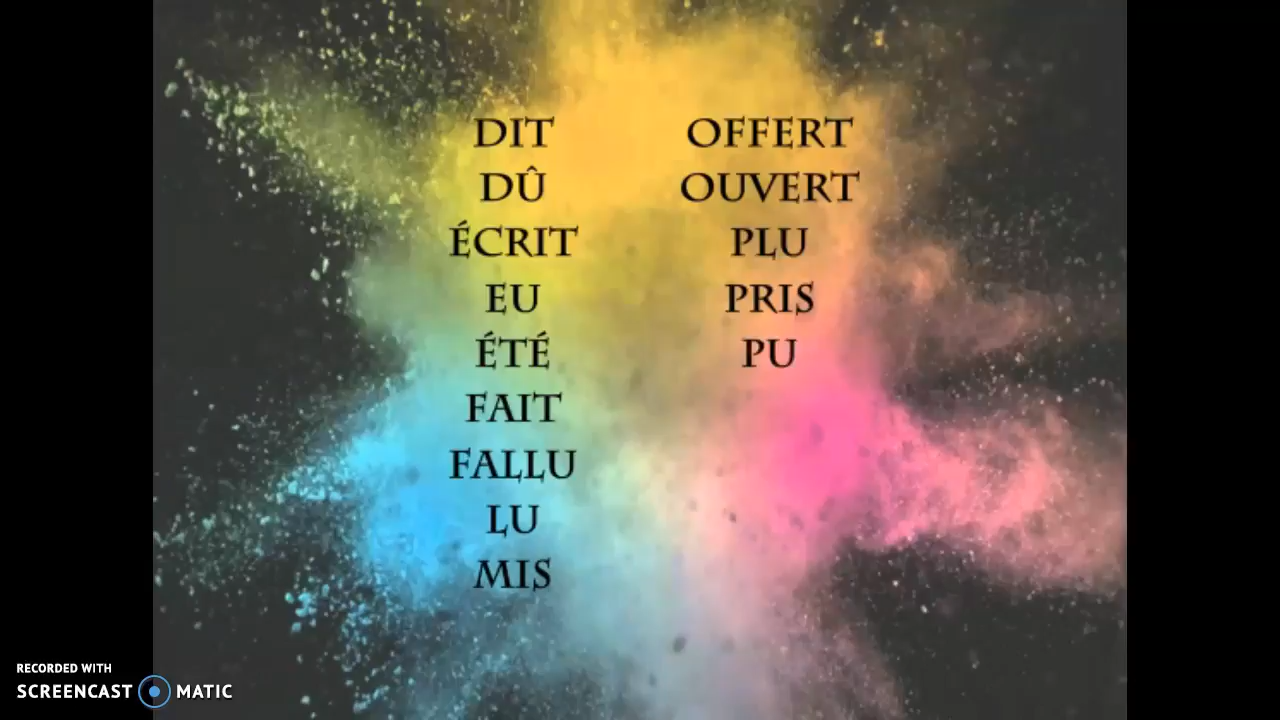 DIT
DÛ
ÉCRIT
EU
ÉTÉ
FAIT
FALLU
LU
MIS
OFFERT
OUVERT
PLU
PRIS
PU
RECORDED WITH
SCREENCAST MATIC